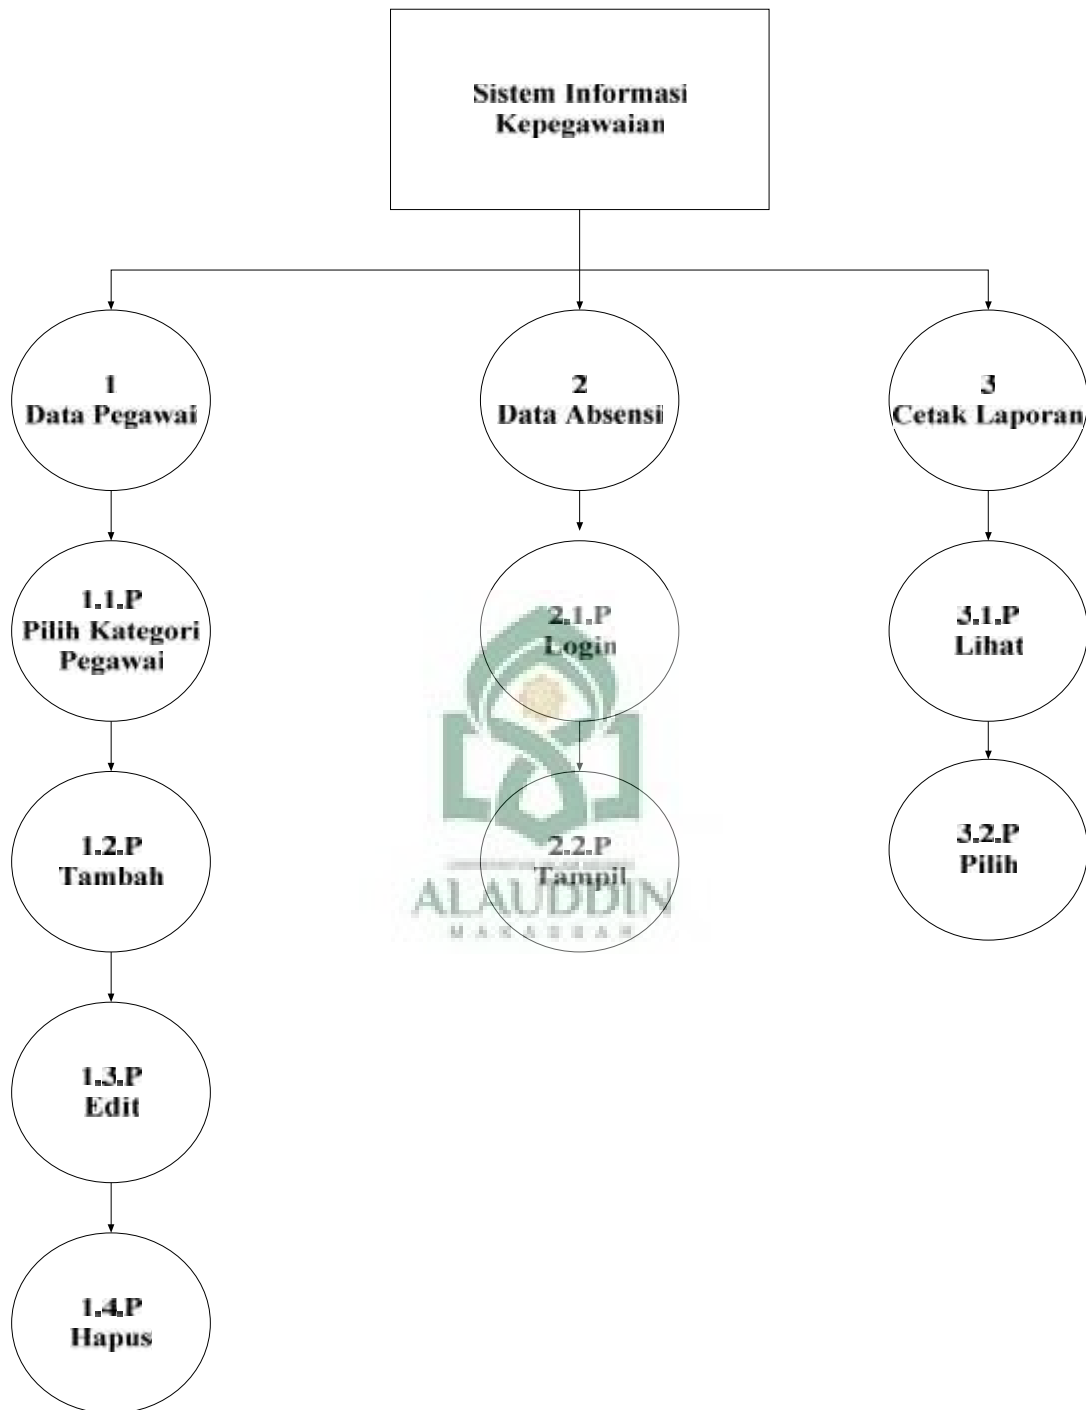 Sistem Informasi
Kepegawaian
1
Data Pegawai
2
Data Absensi
3
Cetak Laporan
1.1.P
Pilih Kategori
Pegawai
2.1.P
Login
3.1.P
Lihat
1.2.P
Tambah
2.2.P
Tampil
3.2.P
Pilih
ALAUDDIN
1.3.P
Edit
1.4.P
Hapus